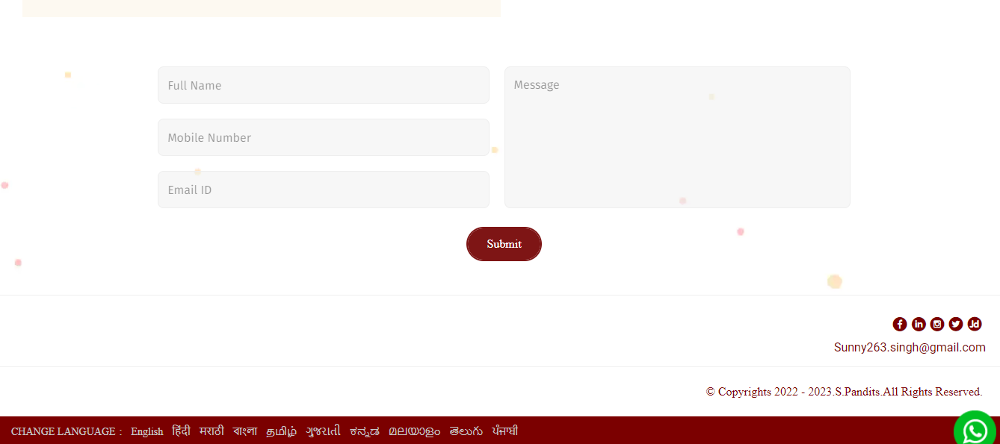 Full Name
Message
Mobile Number
Email ID
Submit
Sunny263.singh@gmail.com
© Copyrights 2022 - 2023.S.Pandits.All Rights Reserved.
CHANGE LANGUAGE : English हिंदी मराठी বাংলা தமிழ் ગુજરાતી ಕನ್ನಡ മലയാളം తెలుగు ਪੰਜਾਬੀ